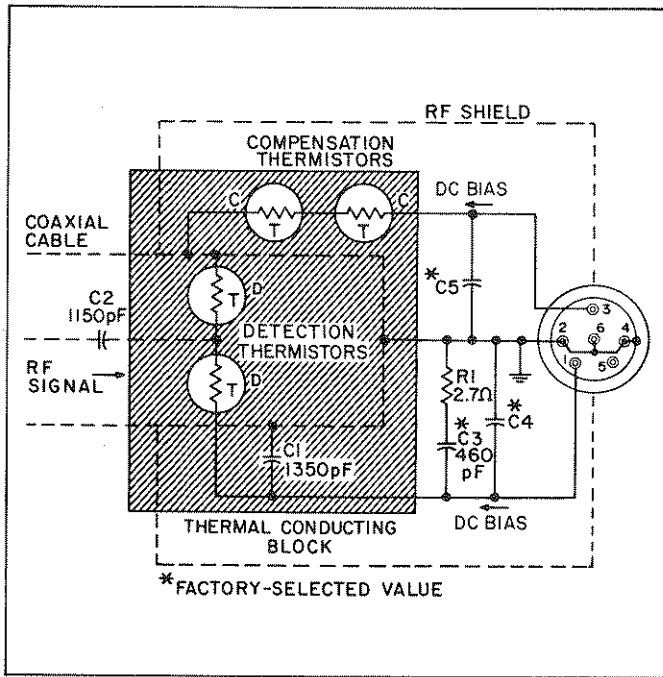 RF SHIELD
COMPENSATION
THERMISTORS
C
C
T
T
DC BIAS
COAXIAL
CABLE
C2
1150pF
T
D
*C5
3
2
6
4
1
5
DETECTION
THERMISTORS
RF
SIGNAL
T
D
R1
2.7Ω
*
C3
460
pF
*
C4
C1
1350pF
DC BIAS
THERMAL CONDUCTING
BLOCK
*FACTORY-SELECTED VALUE